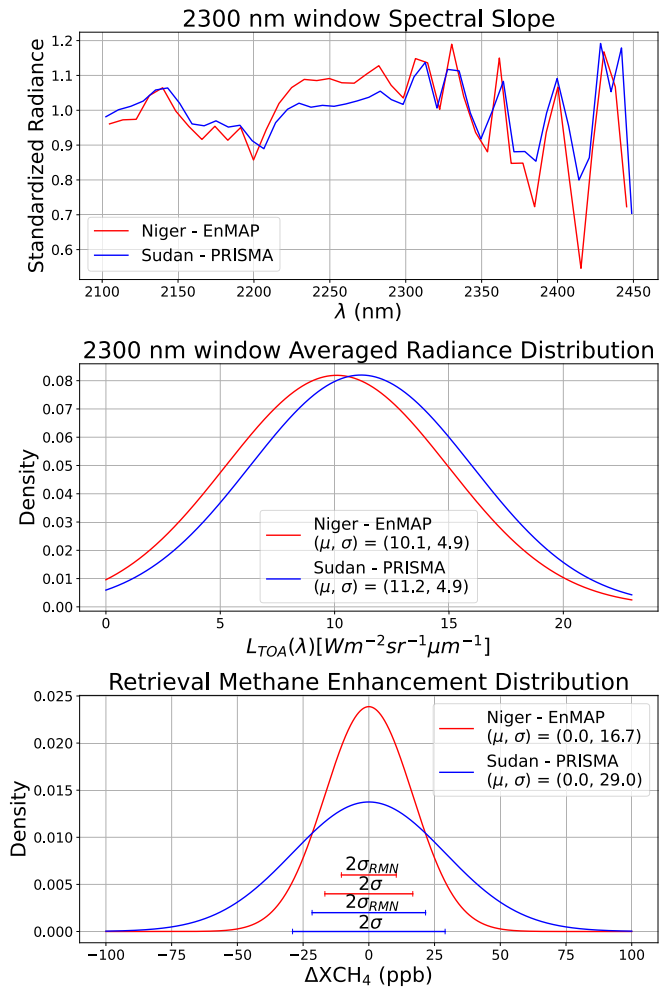 2300 nm window Spectral Slope
Standardized Radiance
1.2
1.1
1.0
0.9
0.8
0.7
0.6
Niger - EnMAP
Sudan - PRISMA
2100 2150 2200 2250 2300 2350 2400 2450
λ (nm)
2300 nm window Averaged Radiance Distribution
Density
0.08
0.07
0.06
0.05
0.04
0.03
0.02
0.01
0.00
Niger - EnMAP
(μ, σ) = (10.1, 4.9)
Sudan - PRISMA
(μ, σ) = (11.2, 4.9)
0 5 10 15 20
L_TOA(λ)[Wm⁻²sr⁻¹μm⁻¹]
Retrieval Methane Enhancement Distribution
Density
0.025
0.020
0.015
0.010
0.005
0.000
Niger - EnMAP
(μ, σ) = (0.0, 16.7)
Sudan - PRISMA
(μ, σ) = (0.0, 29.0)
2σ_RMN
2σ
2σ_RMN
2σ
−100 −75 −50 −25 0 25 50 75 100
ΔXCH₄ (ppb)